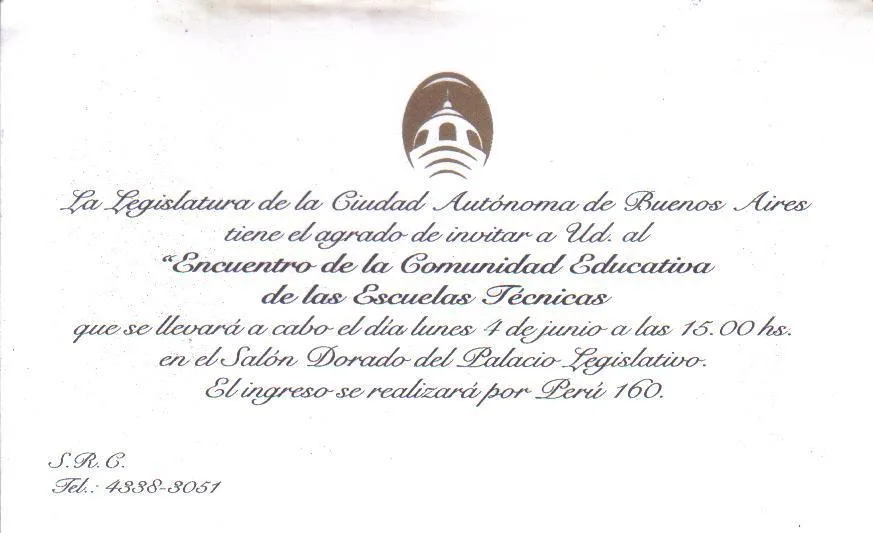 La Legislatura de la Ciudad Autónoma de Buenos Aires
tiene el agrado de invitar a Ud. al
“Encuentro de la Comunidad Educativa
de las Escuelas Técnicas
que se llevará a cabo el día lunes 4 de junio a las 15.00 hs.
en el Salón Dorado del Palacio Legislativo.
El ingreso se realizará por Perú 160.
S.R.C.
Tel.: 4338-3051